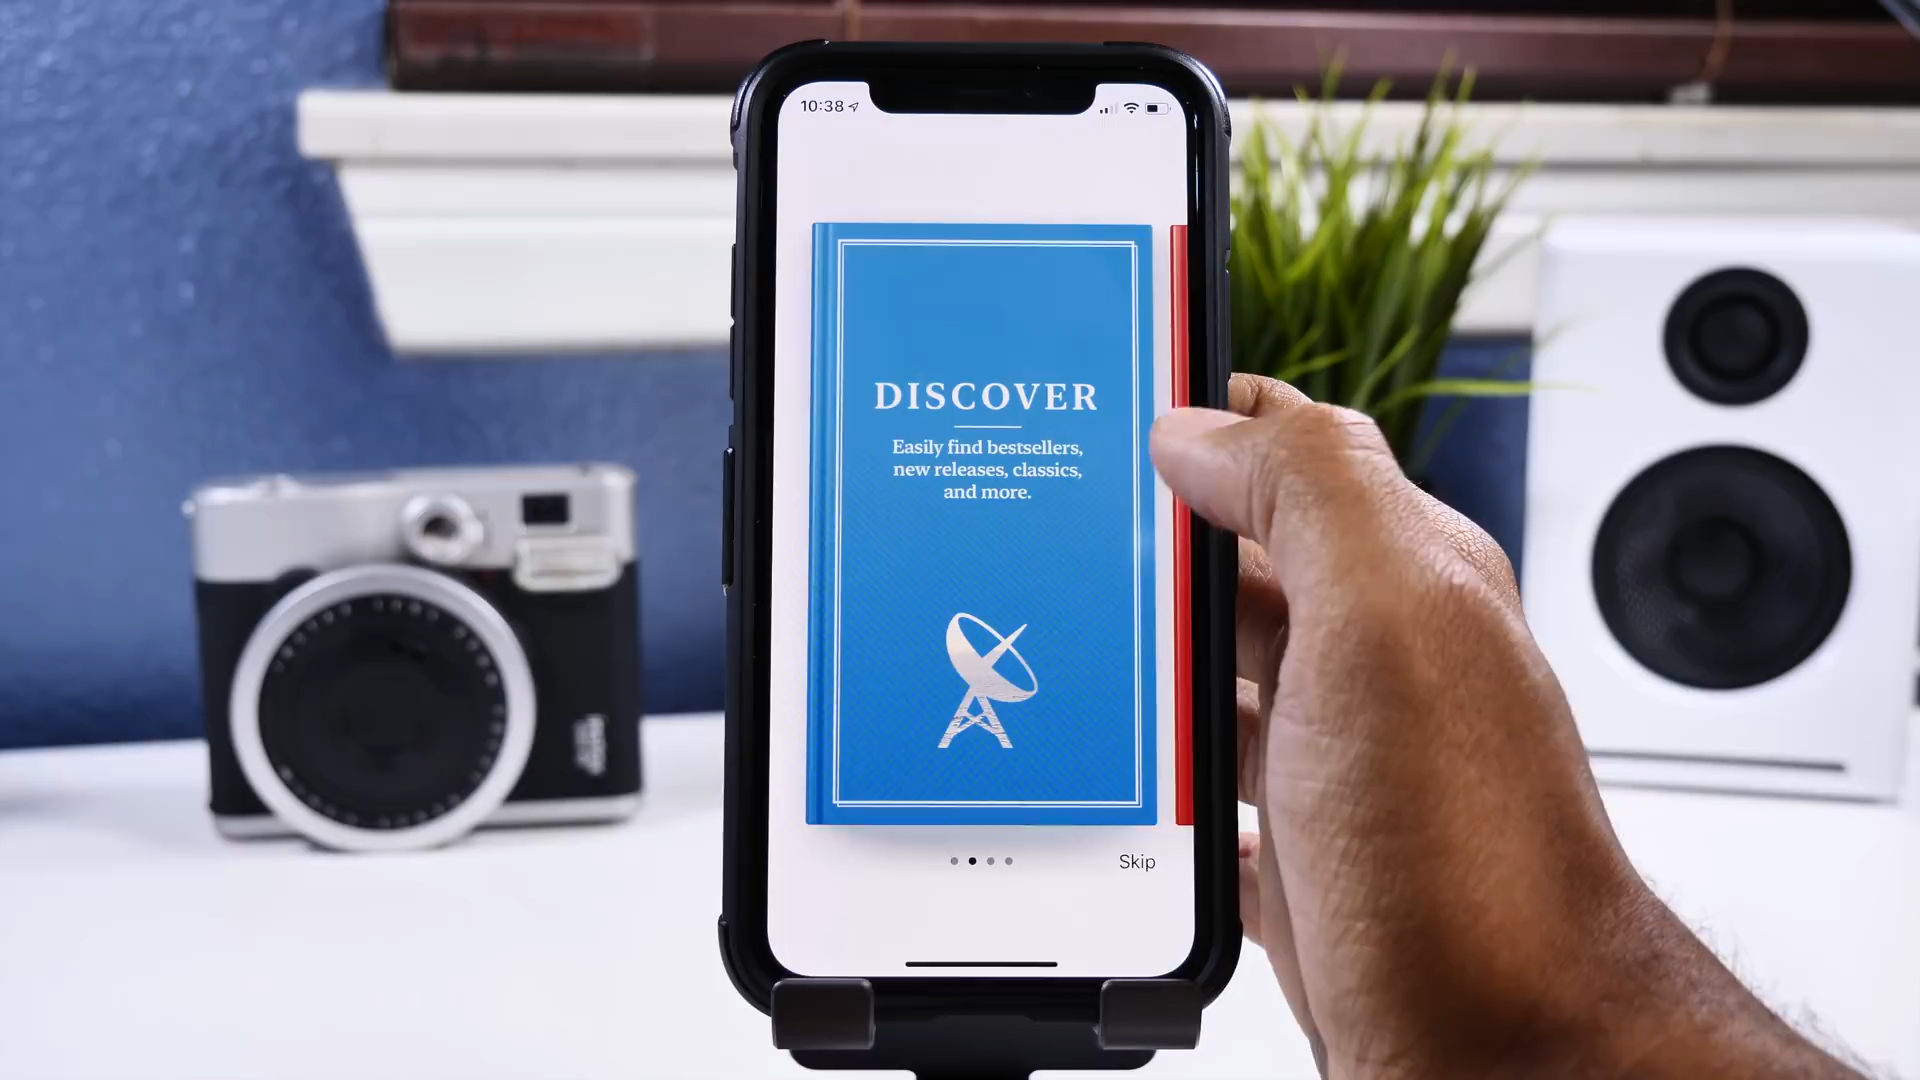 10:38
DISCOVER
Easily find bestsellers,
new releases, classics,
and more.
Skip